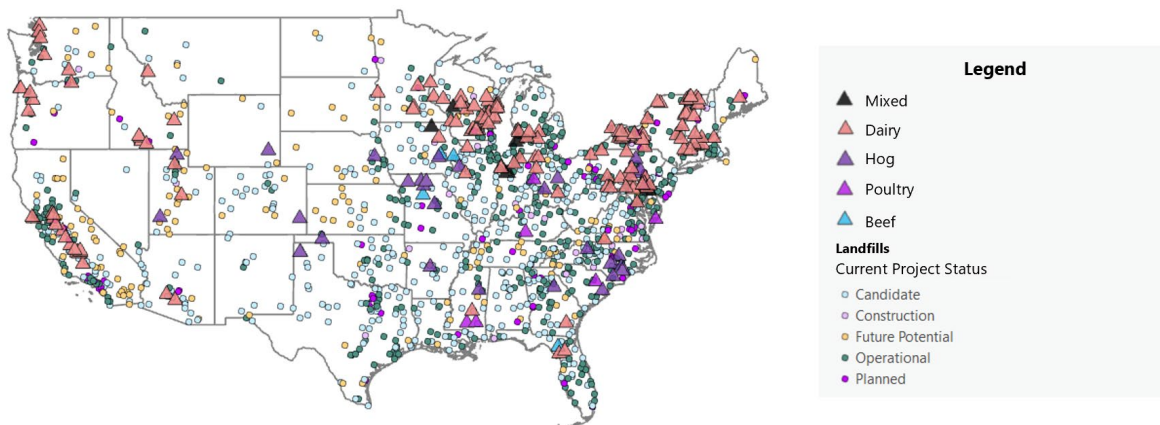 Legend
Mixed
Dairy
Hog
Poultry
Beef
Landfills
Current Project Status
Candidate
Construction
Future Potential
Operational
Planned